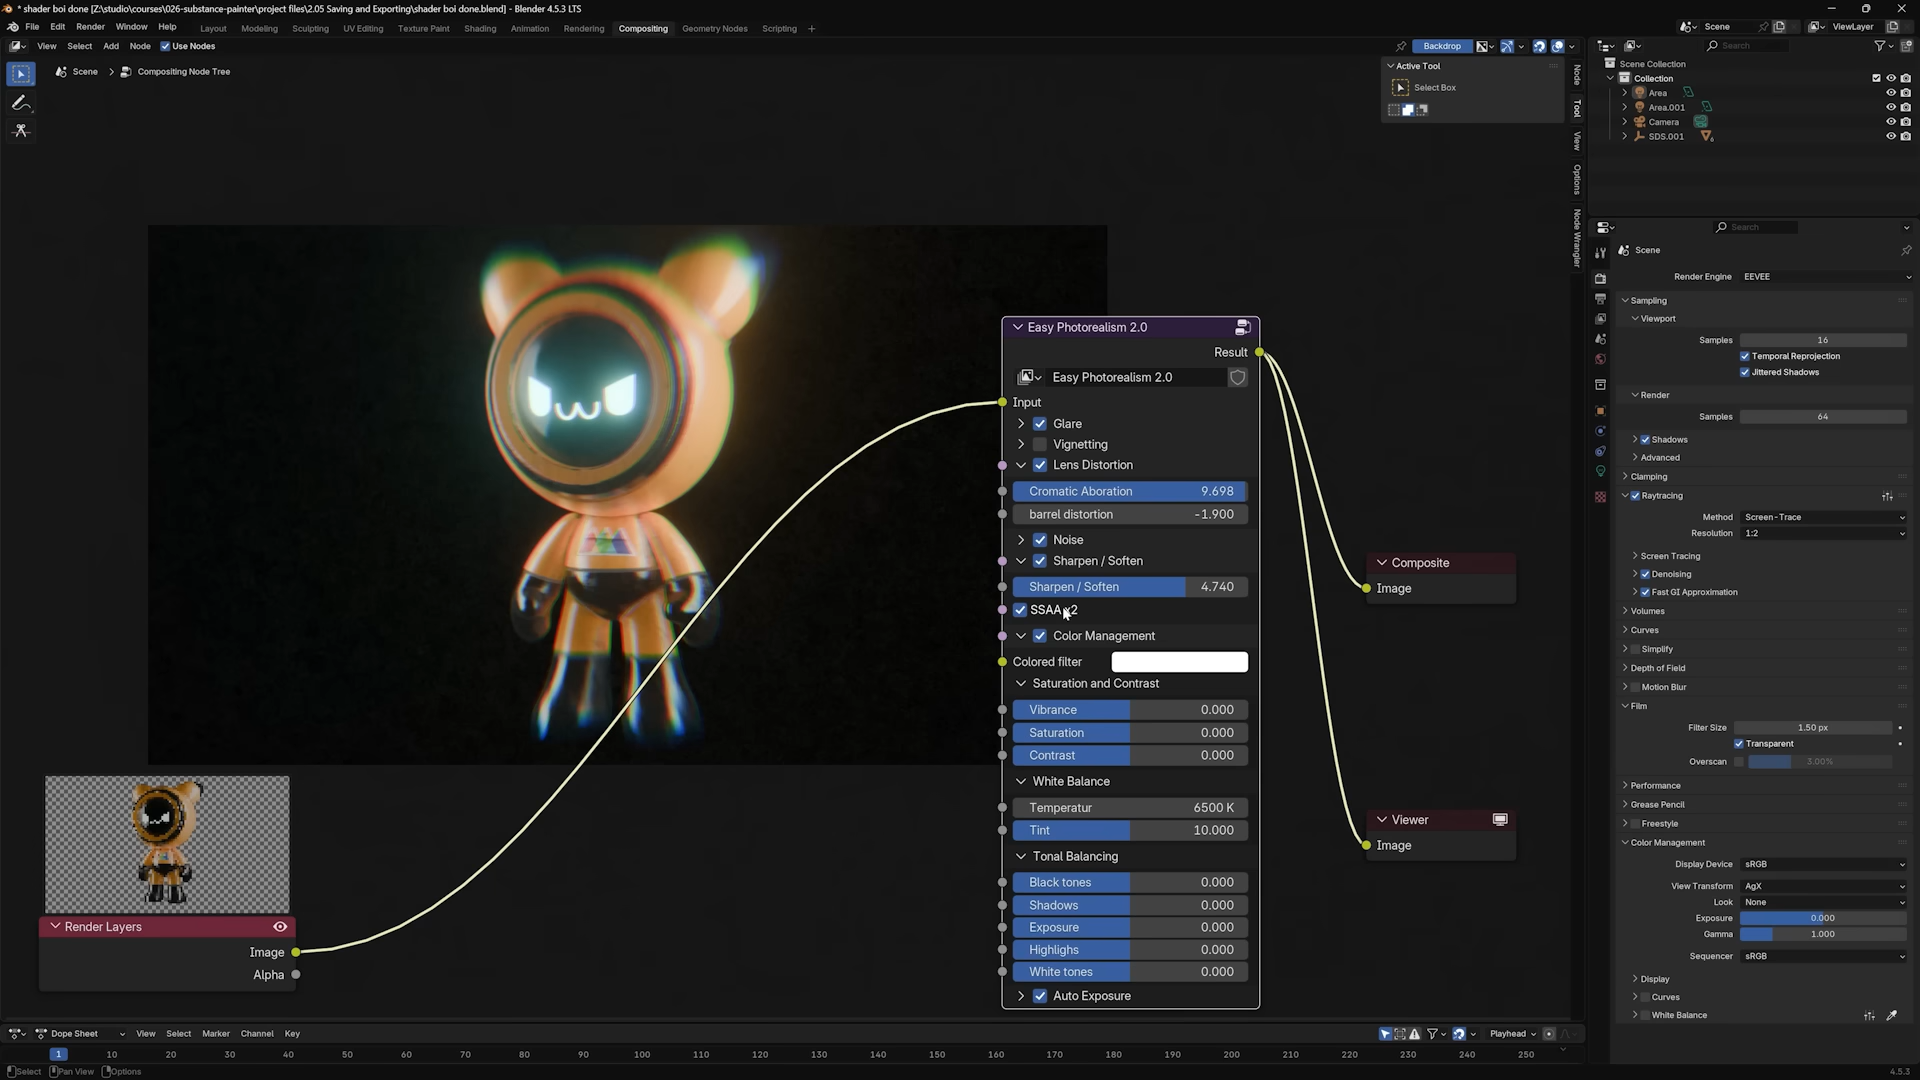 * shader boi done [Z:\studio\courses\026-substance-painter\project files\2.05 Saving and Exporting\shader boi done.blend] - Blender 4.5.3 LTS
File Edit Render Window Help
Layout Modeling Sculpting UV Editing Texture Paint Shading Animation Rendering Compositing Geometry Nodes Scripting +
Scene ViewLayer
View Select Add Node Use Nodes
Backdrop
Search
Scene > Compositing Node Tree
Active Tool
Select Box
Node
Tool
View
Options
Node Wrangler
Scene Collection
Collection
Area
Area.001
Camera
SDS.001
Search
Scene
Render Engine EEVEE
Sampling
Viewport
Samples 16
Temporal Reprojection
Jittered Shadows
Render
Samples 64
Shadows
Advanced
Clamping
Raytracing
Method Screen-Trace
Resolution 1:2
Screen Tracing
Denoising
Fast GI Approximation
Volumes
Curves
Simplify
Depth of Field
Motion Blur
Film
Filter Size 1.50 px
Transparent
Overscan 3.00%
Performance
Grease Pencil
Freestyle
Color Management
Display Device sRGB
View Transform AgX
Look None
Exposure 0.000
Gamma 1.000
Sequencer sRGB
Display
Curves
White Balance
Easy Photorealism 2.0
Result
Easy Photorealism 2.0
Input
Glare
Vignetting
Lens Distortion
Cromatic Aboration 9.698
barrel distortion -1.900
Noise
Sharpen / Soften
Sharpen / Soften 4.740
SSAA x2
Color Management
Colored filter
Saturation and Contrast
Vibrance 0.000
Saturation 0.000
Contrast 0.000
White Balance
Temperatur 6500 K
Tint 10.000
Tonal Balancing
Black tones 0.000
Shadows 0.000
Exposure 0.000
Highlighs 0.000
White tones 0.000
Auto Exposure
Composite
Image
Viewer
Image
Render Layers
Image
Alpha
Dope Sheet View Select Marker Channel Key
Playhead
1 10 20 30 40 50 60 70 80 90 100 110 120 130 140 150 160 170 180 190 200 210 220 230 240 250
Select Pan View Options
4.5.3